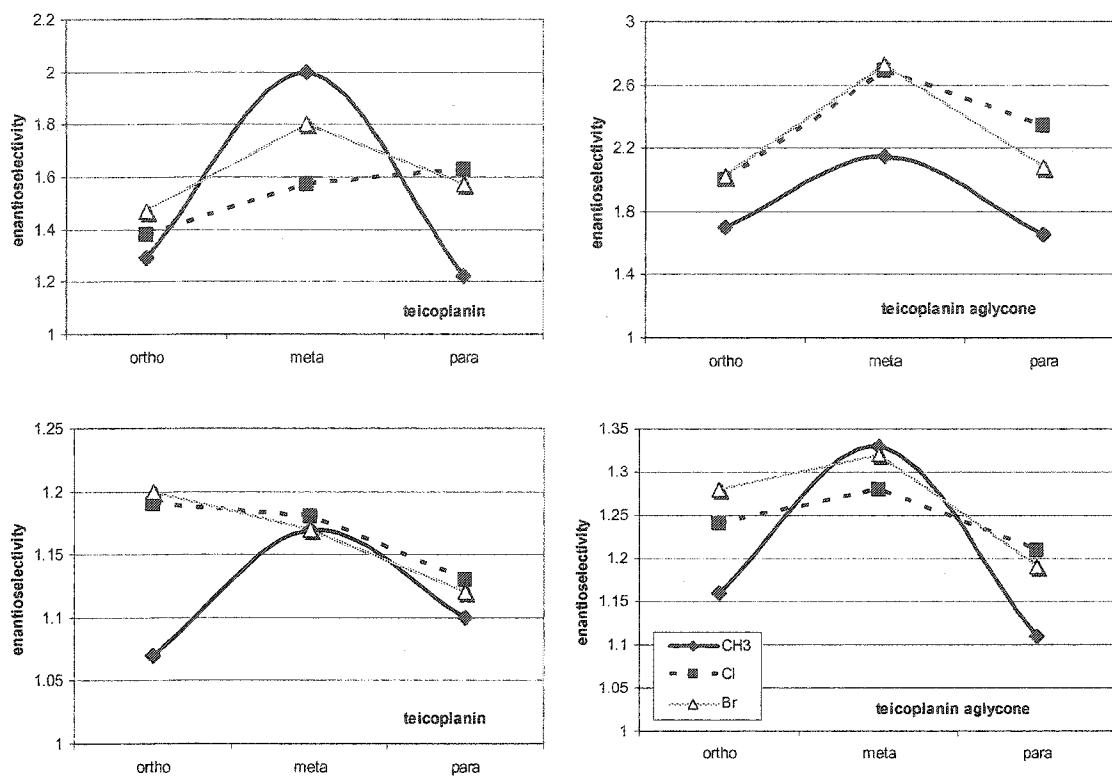 2.2
2
1.8
1.6
1.4
1.2
1
enantioselectivity
teicoplanin
ortho meta para
3
2.6
2.2
1.8
1.4
1
enantioselectivity
teicoplanin aglycone
ortho meta para
1.25
1.2
1.15
1.1
1.05
1
enantioselectivity
teicoplanin
ortho meta para
1.35
1.3
1.25
1.2
1.15
1.1
1.05
1
enantioselectivity
CH3
Cl
Br
teicoplanin aglycone
ortho meta para